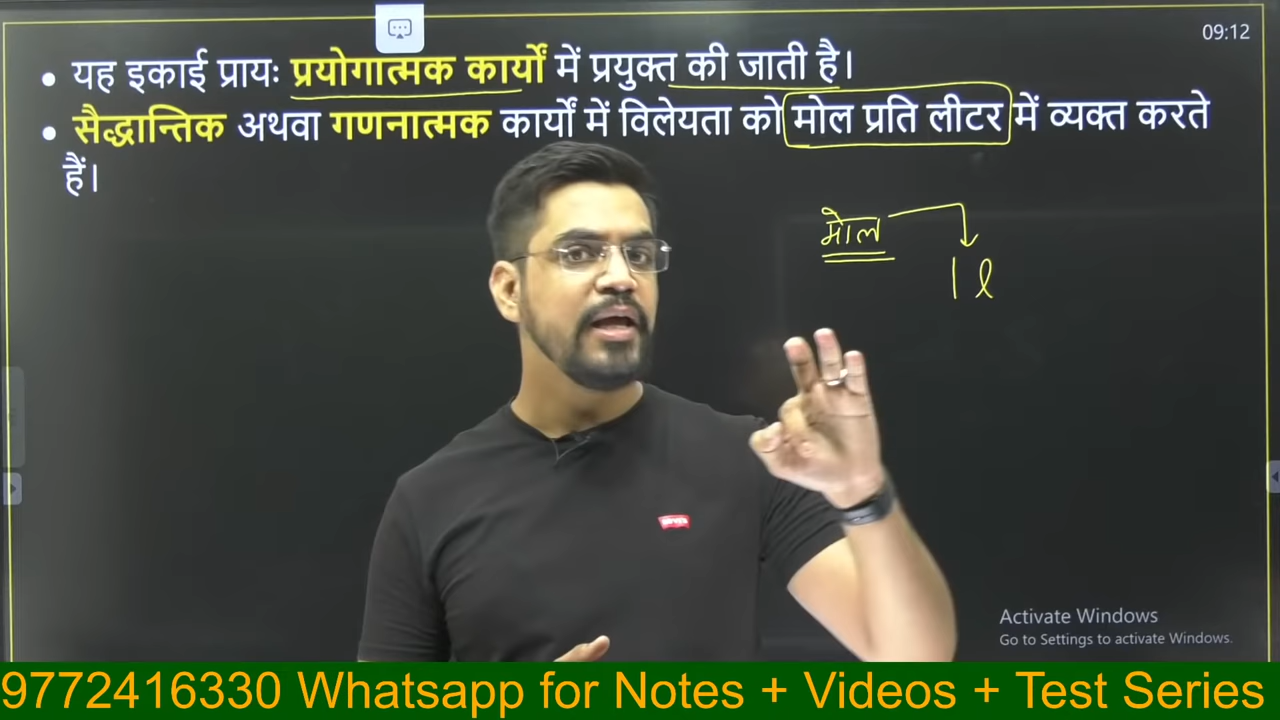 09:12
• यह इकाई प्रायः प्रयोगात्मक कार्यों में प्रयुक्त की जाती है।
• सैद्धान्तिक अथवा गणनात्मक कार्यों में विलेयता को मोल प्रति लीटर में व्यक्त करते
हैं।
मोल
1 l
Activate Windows
Go to Settings to activate Windows.
9772416330 Whatsapp for Notes + Videos + Test Series